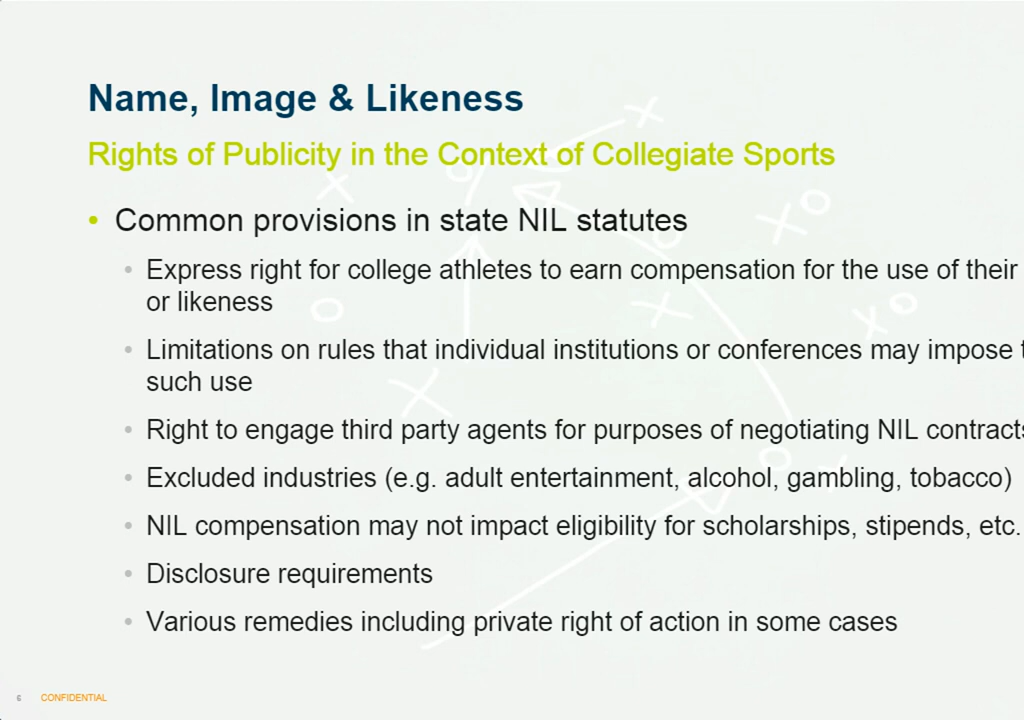 Name, Image & Likeness
Rights of Publicity in the Context of Collegiate Sports
• Common provisions in state NIL statutes
• Express right for college athletes to earn compensation for the use of their
or likeness
• Limitations on rules that individual institutions or conferences may impose
such use
• Right to engage third party agents for purposes of negotiating NIL contracts
• Excluded industries (e.g. adult entertainment, alcohol, gambling, tobacco)
• NIL compensation may not impact eligibility for scholarships, stipends, etc.
• Disclosure requirements
• Various remedies including private right of action in some cases
6 CONFIDENTIAL